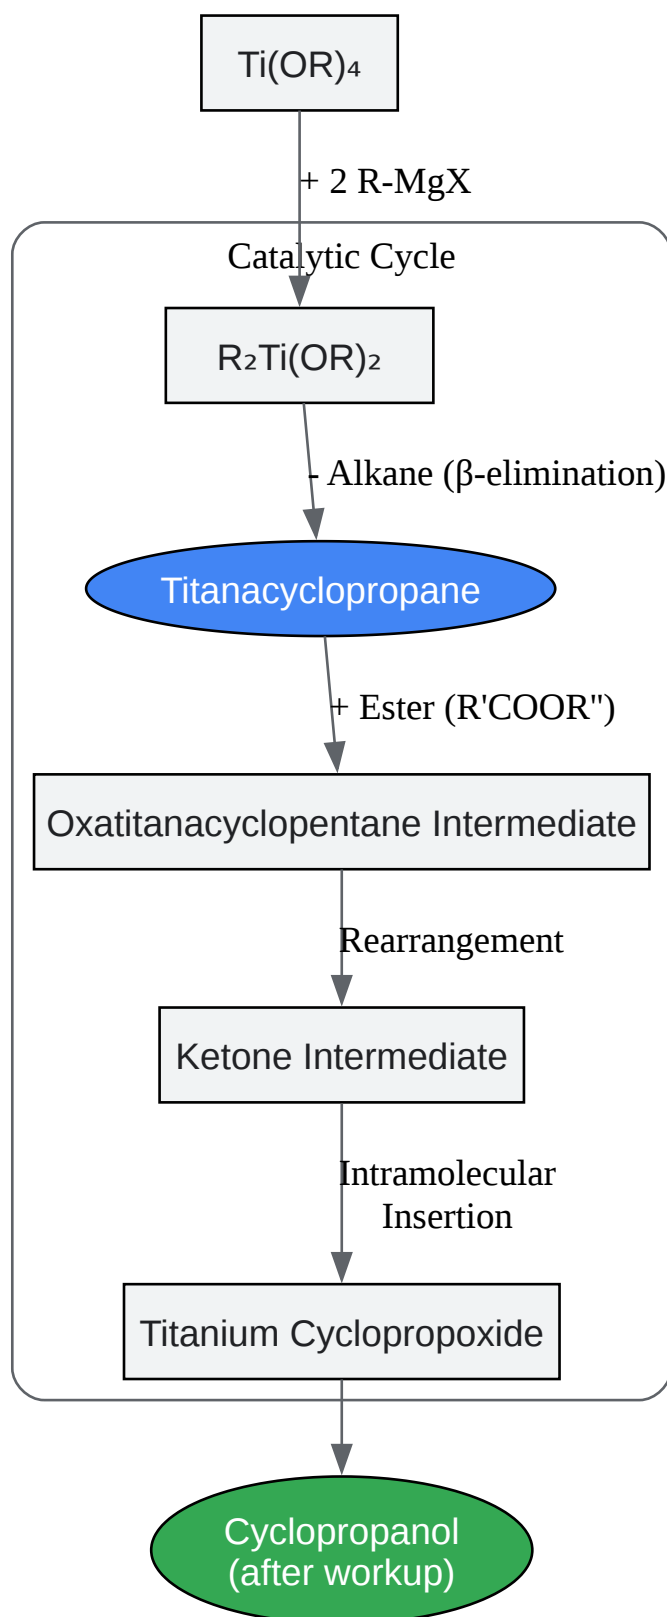 Ti(OR)₄
+ 2 R-MgX
Catalytic Cycle
R₂Ti(OR)₂
- Alkane (β-elimination)
Titanacyclopropane
+ Ester (R'COOR")
Oxatitanacyclopentane Intermediate
Rearrangement
Ketone Intermediate
Intramolecular
Insertion
Titanium Cyclopropoxide
Cyclopropanol
(after workup)